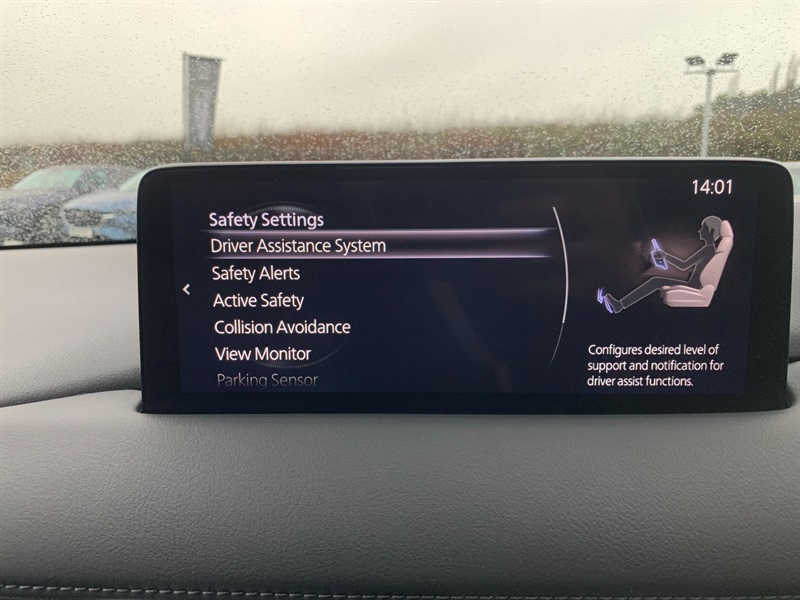 14:01
Safety Settings
Driver Assistance System
Safety Alerts
Active Safety
Collision Avoidance
View Monitor
Parking Sensor
Configures desired level of
support and notification for
driver assist functions.